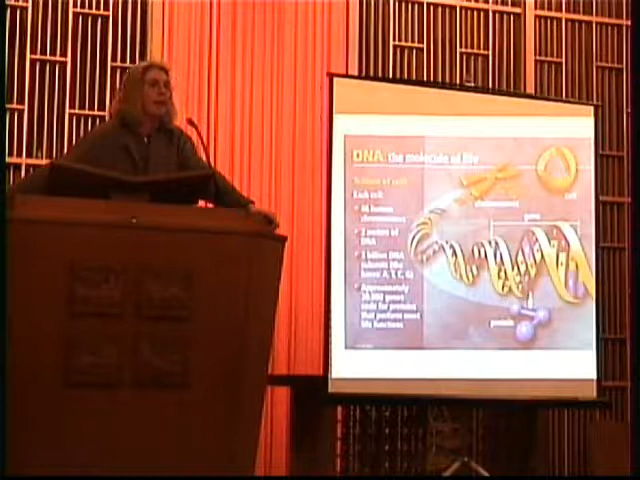 DNA the molecule of life
Each cell:
46 human
chromosomes
2 meters of
DNA
3 billion DNA
subunits (the
bases: A, T, C, G)
Approximately
30,000 genes
code for proteins
that perform most
life functions
chromosomes
cell
gene
protein